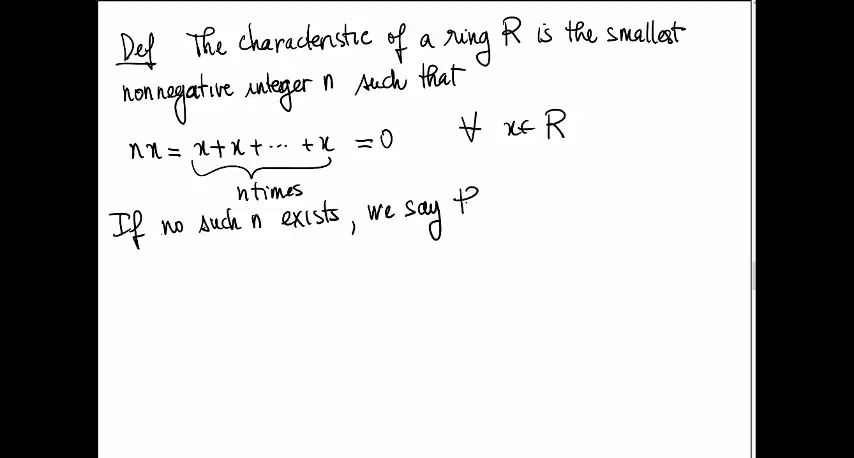 Def The characteristic of a ring R is the smallest
nonnegative integer n such that
nx = x+x+ ... +x = 0 ∀ x ∈ R
n times
If no such n exists, we say